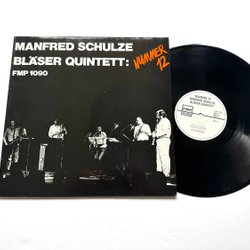 MANFRED SCHULZE
BLÄSER QUINTETT:
NUMMER
12
FMP 1090